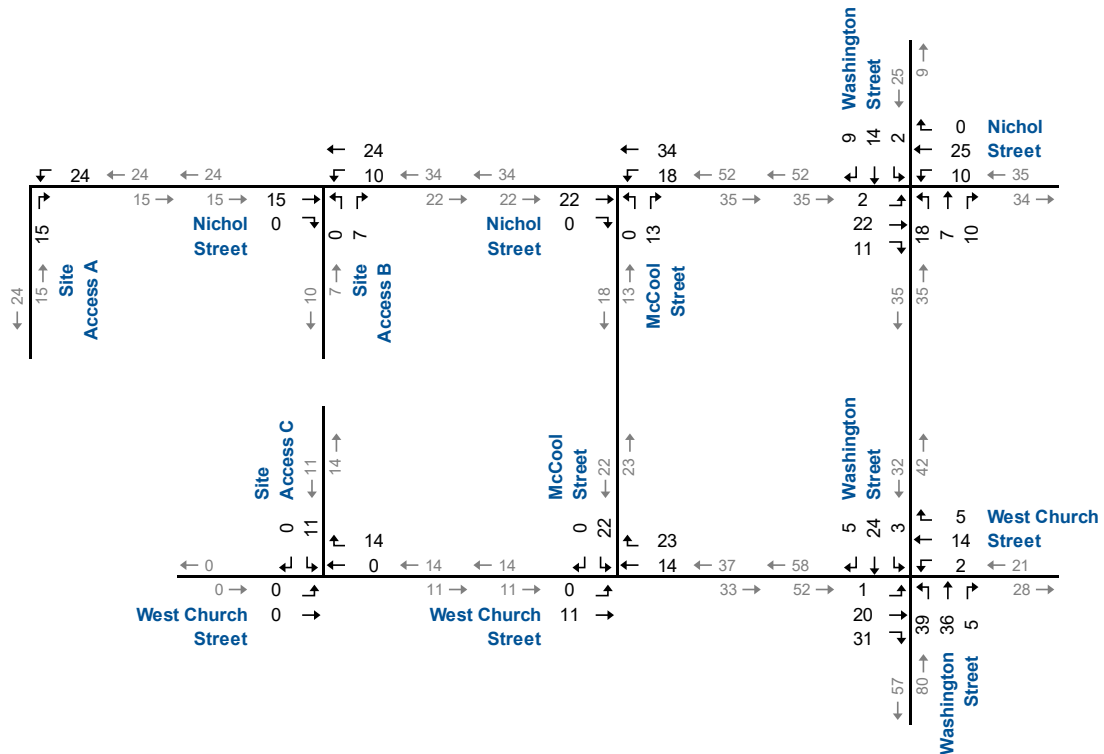 Washington
Street
← 25
9 →
9
14
2
0 Nichol
24
34
25 Street
24 ← 24 ← 24
10 ← 34 ← 34
18 ← 52 ← 52
10 ← 35
15 → 15 → 15
22 → 22 → 22
35 → 35 → 2
34 →
Nichol 0
Street
Nichol 0
Street
22
11
15
0
7
0
13
18
7
10
← 24
15 →
Site
Access A
← 10
7 →
Site
Access B
← 18
13 →
McCool
Street
← 35
35 →
Site
Access C
← 11
14 →
McCool
Street
← 22
23 →
Washington
Street
← 32
42 →
0
11
0
22
5
24
3
5 West Church
14
23
14 Street
← 0
0 ← 14 ← 14
14 ← 37 ← 58
2 ← 21
0 → 0
11 → 11 → 0
33 → 52 → 1
28 →
West Church 0
Street
West Church 11
Street
20
31
39
36
5
← 57
80 →
Washington
Street